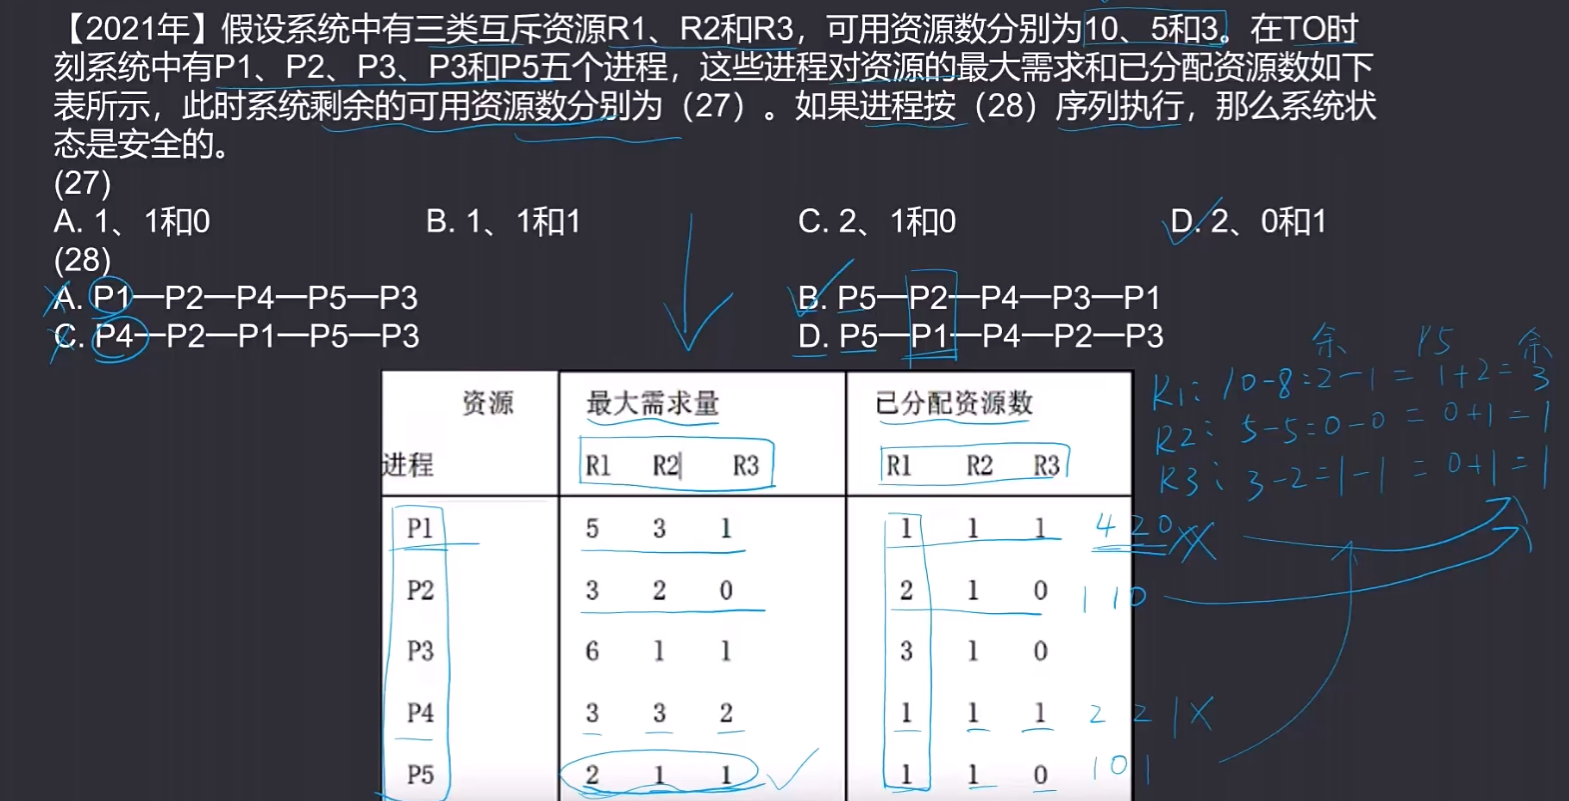 【2021年】假设系统中有三类互斥资源R1、R2和R3，可用资源数分别为10、5和3。在TO时
刻系统中有P1、P2、P3、P3和P5五个进程，这些进程对资源的最大需求和已分配资源数如下
表所示，此时系统剩余的可用资源数分别为（27）。如果进程按（28）序列执行，那么系统状
态是安全的。
(27)
A. 1、1和0 B. 1、1和1 C. 2、1和0 D. 2、0和1
(28)
A. P1—P2—P4—P5—P3 B. P5—P2—P4—P3—P1
C. P4—P2—P1—P5—P3 D. P5—P1—P4—P2—P3
余 P5 余
R1: 10-8=2-1 = 1+2=3
R2: 5-5=0-0 = 0+1=1
R3: 3-2=1-1 = 0+1=1
资源 最大需求量 已分配资源数
进程 R1 R2 R3 R1 R2 R3
P1 5 3 1 1 1 1 4 2 0
P2 3 2 0 2 1 0 1 1 0
P3 6 1 1 3 1 0
P4 3 3 2 1 1 1 2 2 1
P5 2 1 1 1 1 0 1 0 1